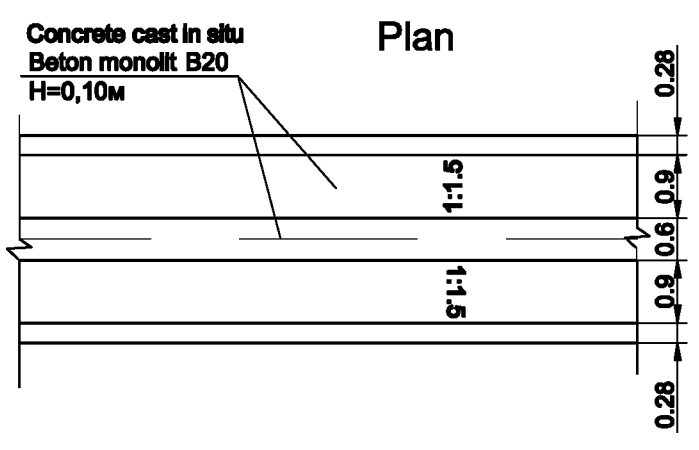 Concrete cast in situ
Plan
Beton monolit B20
H=0,10м
0.28
1:1.5
0.9
0.6
1:1.5
0.9
0.28